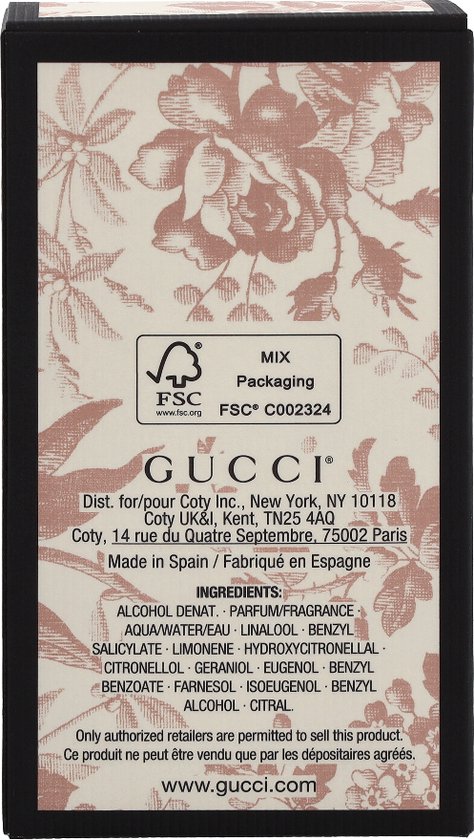 MIX
Packaging
FSC® C002324
®
FSC
www.fsc.org
GUCCI®
Dist. for/pour Coty Inc., New York, NY 10118
Coty UK&I, Kent, TN25 4AQ
Coty, 14 rue du Quatre Septembre, 75002 Paris
Made in Spain / Fabriqué en Espagne
INGREDIENTS:
ALCOHOL DENAT. · PARFUM/FRAGRANCE ·
AQUA/WATER/EAU · LINALOOL · BENZYL
SALICYLATE · LIMONENE · HYDROXYCITRONELLAL ·
CITRONELLOL · GERANIOL · EUGENOL · BENZYL
BENZOATE · FARNESOL · ISOEUGENOL · BENZYL
ALCOHOL · CITRAL.
Only authorized retailers are permitted to sell this product.
Ce produit ne peut être vendu que par les dépositaires agréés.
www.gucci.com